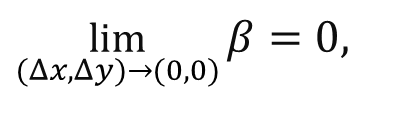 lim β = 0,
(Δx,Δy)→(0,0)